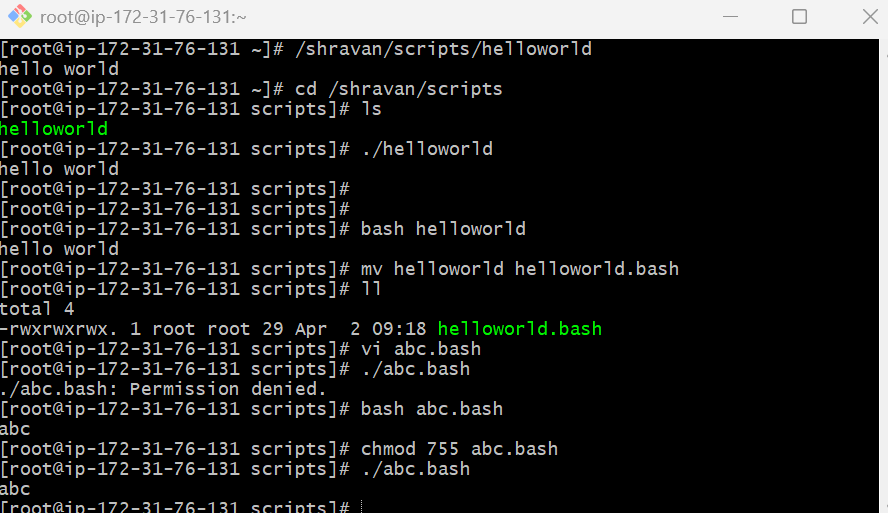 root@ip-172-31-76-131:~
[root@ip-172-31-76-131 ~]# /shravan/scripts/helloworld
hello world
[root@ip-172-31-76-131 ~]# cd /shravan/scripts
[root@ip-172-31-76-131 scripts]# ls
helloworld
[root@ip-172-31-76-131 scripts]# ./helloworld
hello world
[root@ip-172-31-76-131 scripts]#
[root@ip-172-31-76-131 scripts]#
[root@ip-172-31-76-131 scripts]# bash helloworld
hello world
[root@ip-172-31-76-131 scripts]# mv helloworld helloworld.bash
[root@ip-172-31-76-131 scripts]# ll
total 4
-rwxrwxrwx. 1 root root 29 Apr  2 09:18 helloworld.bash
[root@ip-172-31-76-131 scripts]# vi abc.bash
[root@ip-172-31-76-131 scripts]# ./abc.bash
./abc.bash: Permission denied.
[root@ip-172-31-76-131 scripts]# bash abc.bash
abc
[root@ip-172-31-76-131 scripts]# chmod 755 abc.bash
[root@ip-172-31-76-131 scripts]# ./abc.bash
abc
[root@ip-172-31-76-131 scripts]#